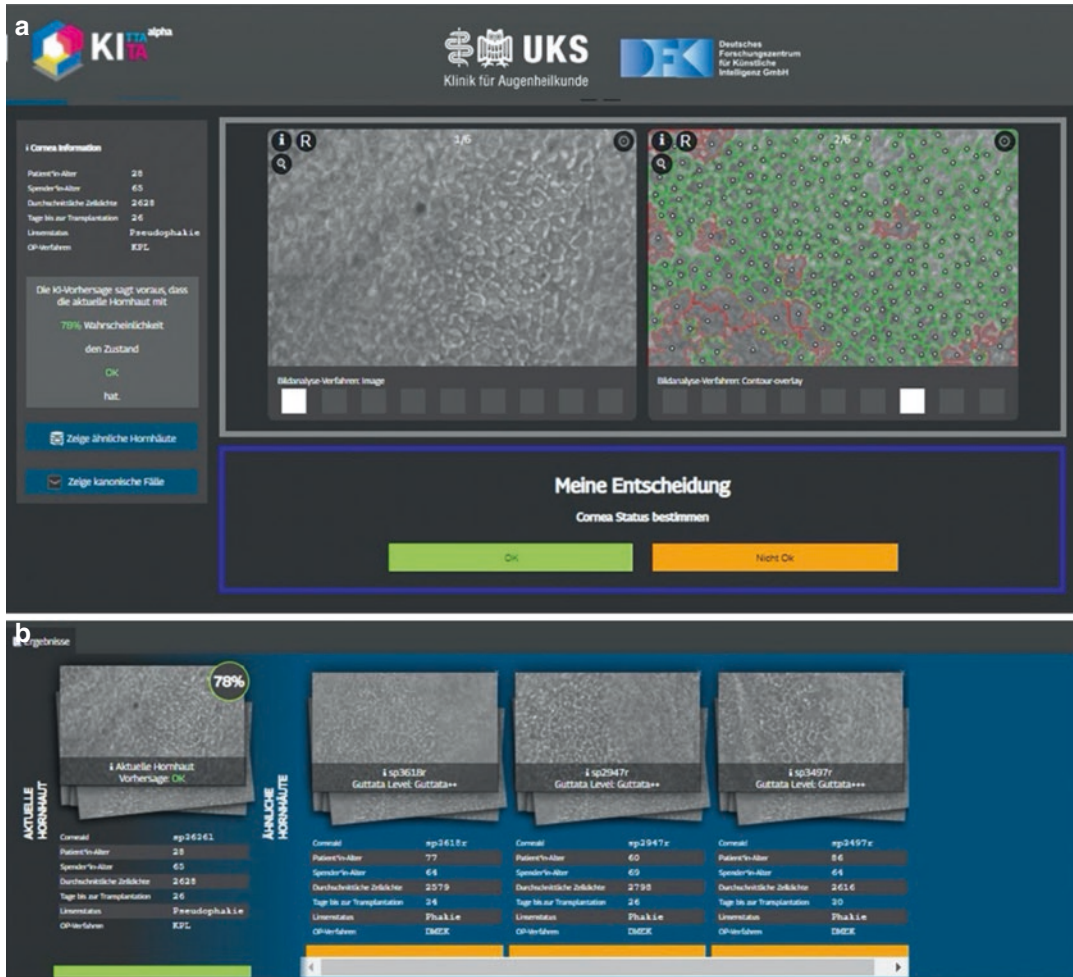 a
KI TTA TA alpha
UKS
Klinik für Augenheilkunde
DFKI
Deutsches
Forschungszentrum
für Künstliche
Intelligenz GmbH
i Cornea Information
Patient*in-Alter 28
Spender*in-Alter 65
Durchschnittliche Zelldichte 2628
Tage bis zur Transplantation 26
Linsenstatus Pseudophakie
OP-Verfahren KPL
Die KI-Vorhersage sagt voraus, dass
die aktuelle Hornhaut mit
78% Wahrscheinlichkeit
den Zustand
OK
hat.
Zeige ähnliche Hornhäute
Zeige kanonische Fälle
i R 1/6
Bildanalyse-Verfahren: Image
i R 2/6
Bildanalyse-Verfahren: Contour-overlay
Meine Entscheidung
Cornea Status bestimmen
OK
Nicht Ok
b
Ergebnisse
AKTUELLE
HORNHAUT
78%
i Aktuelle Hornhaut
Vorhersage: OK
CorneaId sp36261
Patient*in-Alter 28
Spender*in-Alter 65
Durchschnittliche Zelldichte 2628
Tage bis zur Transplantation 26
Linsenstatus Pseudophakie
OP-Verfahren KPL
ÄHNLICHE
HORNHÄUTE
i sp3618r
Guttata Level: Guttata++
CorneaId sp3618r
Patient*in-Alter 77
Spender*in-Alter 64
Durchschnittliche Zelldichte 2579
Tage bis zur Transplantation 24
Linsenstatus Phakie
OP-Verfahren DMEK
i sp2947r
Guttata Level: Guttata++
CorneaId sp2947r
Patient*in-Alter 60
Spender*in-Alter 69
Durchschnittliche Zelldichte 2798
Tage bis zur Transplantation 26
Linsenstatus Phakie
OP-Verfahren DMEK
i sp3497r
Guttata Level: Guttata+++
CorneaId sp3497r
Patient*in-Alter 86
Spender*in-Alter 64
Durchschnittliche Zelldichte 2616
Tage bis zur Transplantation 20
Linsenstatus Phakie
OP-Verfahren DMEK